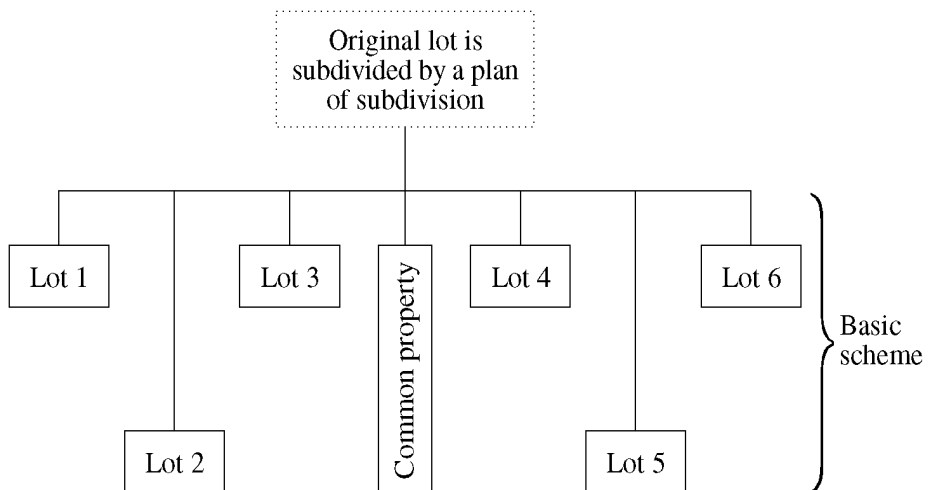 Original lot is
subdivided by a plan
of subdivision
Lot 1
Lot 3
Common property
Lot 4
Lot 6
Basic
scheme
Lot 2
Lot 5